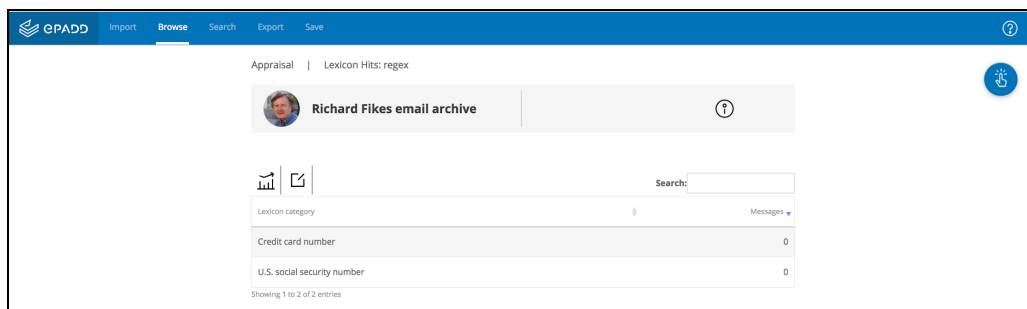 ePADD Import Browse Search Export Save
Appraisal | Lexicon Hits: regex
Richard Fikes email archive
Search:
Lexicon category Messages
Credit card number 0
U.S. social security number 0
Showing 1 to 2 of 2 entries